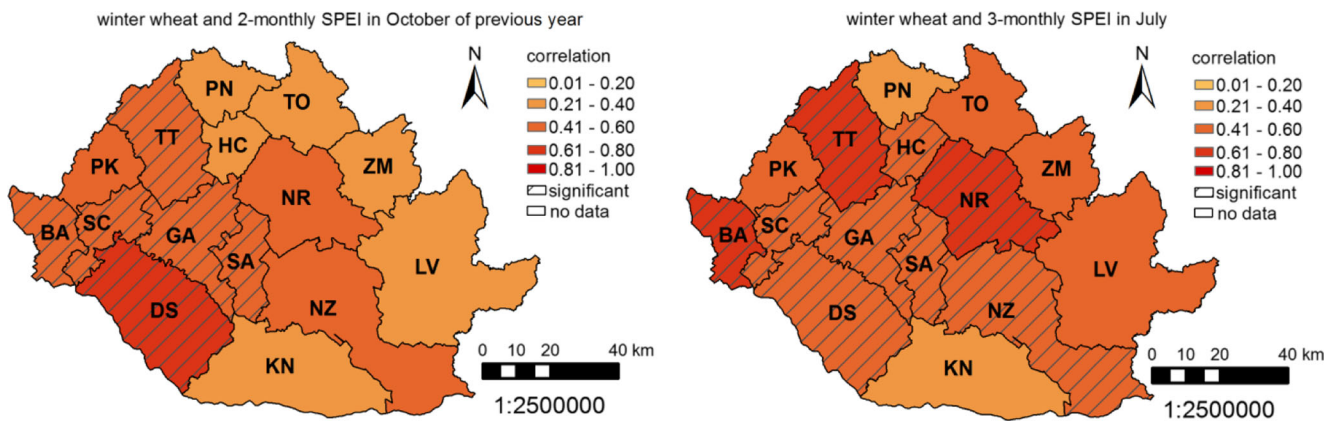 winter wheat and 2-monthly SPEI in October of previous year
N
correlation
0.01 - 0.20
0.21 - 0.40
0.41 - 0.60
0.61 - 0.80
0.81 - 1.00
significant
no data
PN
TO
TT
HC
ZM
PK
NR
BA
SC
GA
SA
LV
DS
NZ
KN
0 10 20 40 km
1:2500000
winter wheat and 3-monthly SPEI in July
N
correlation
0.01 - 0.20
0.21 - 0.40
0.41 - 0.60
0.61 - 0.80
0.81 - 1.00
significant
no data
PN
TO
TT
HC
ZM
PK
NR
BA
SC
GA
SA
LV
DS
NZ
KN
0 10 20 40 km
1:2500000